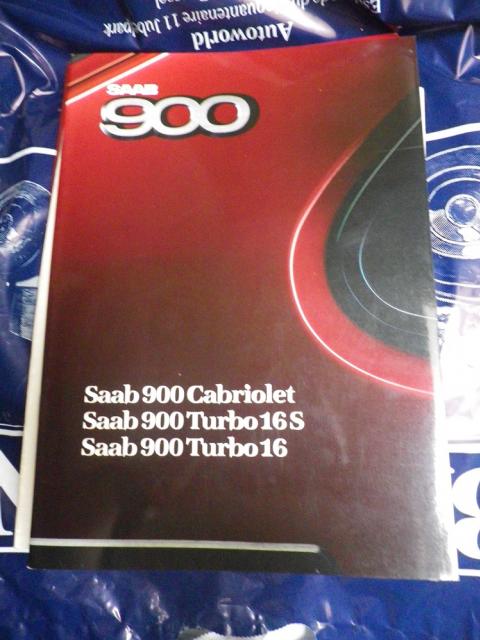 Autoworld
SAAB
900
Saab 900 Cabriolet
Saab 900 Turbo 16 S
Saab 900 Turbo 16